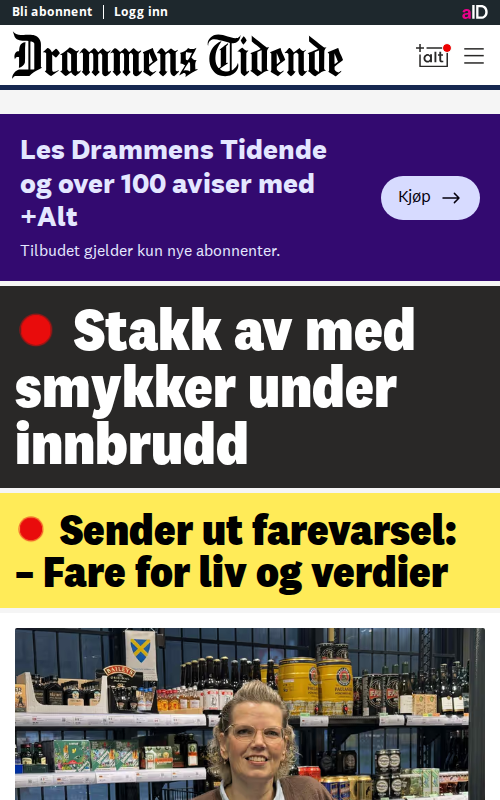 Bli abonnent | Logg inn
aID
Drammens Tidende
+alt
Les Drammens Tidende
og over 100 aviser med
+Alt
Kjøp →
Tilbudet gjelder kun nye abonnenter.
Stakk av med
smykker under
innbrudd
Sender ut farevarsel:
– Fare for liv og verdier
BAILEYS